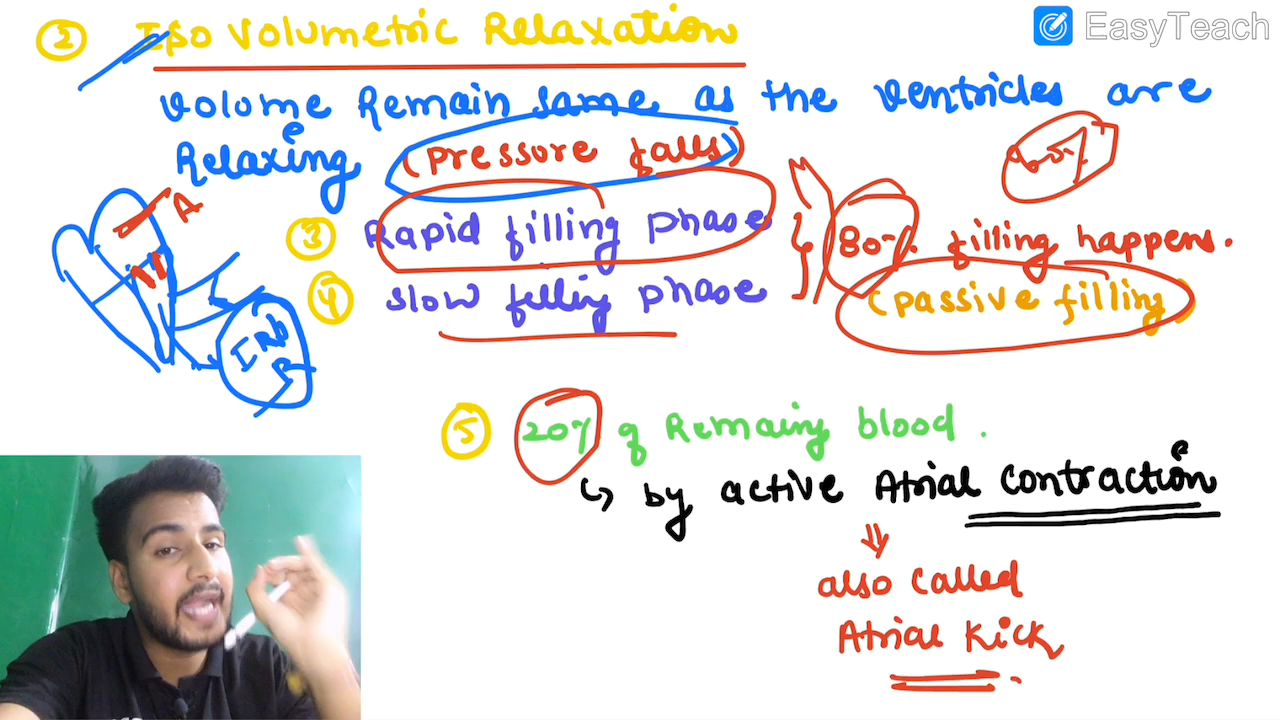 EasyTeach
② Iso volumetric Relaxation
volume Remain same as the ventricles are
Relaxing (pressure falls)
A
③ Rapid filling phase
80% filling happens.
④ slow filling phase
(passive filling)
⑤ 20% of Remaing blood.
↳ by active Atrial contraction
⇓
also called
Atrial Kick